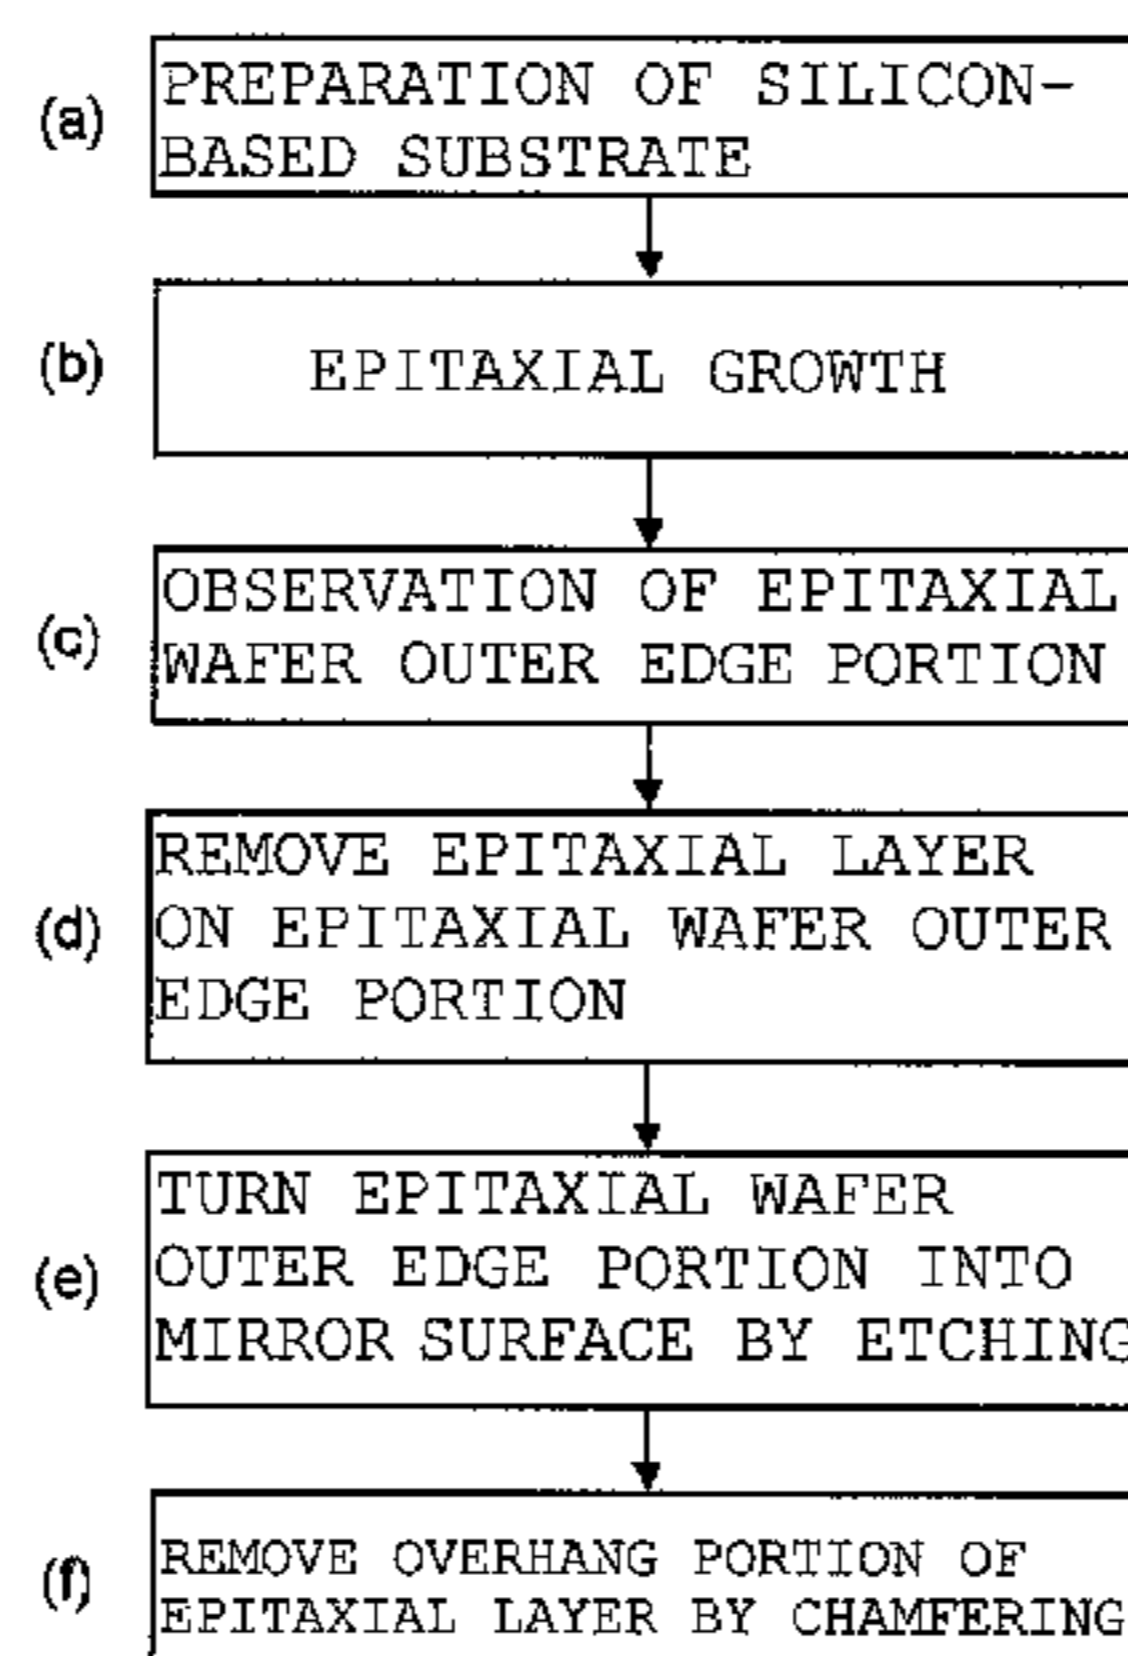 (a)
PREPARATION OF SILICON-
BASED SUBSTRATE
(b)
EPITAXIAL GROWTH
(c)
OBSERVATION OF EPITAXIAL
WAFER OUTER EDGE PORTION
(d)
REMOVE EPITAXIAL LAYER
ON EPITAXIAL WAFER OUTER
EDGE PORTION
(e)
TURN EPITAXIAL WAFER
OUTER EDGE PORTION INTO
MIRROR SURFACE BY ETCHING
(f)
REMOVE OVERHANG PORTION OF
EPITAXIAL LAYER BY CHAMFERING